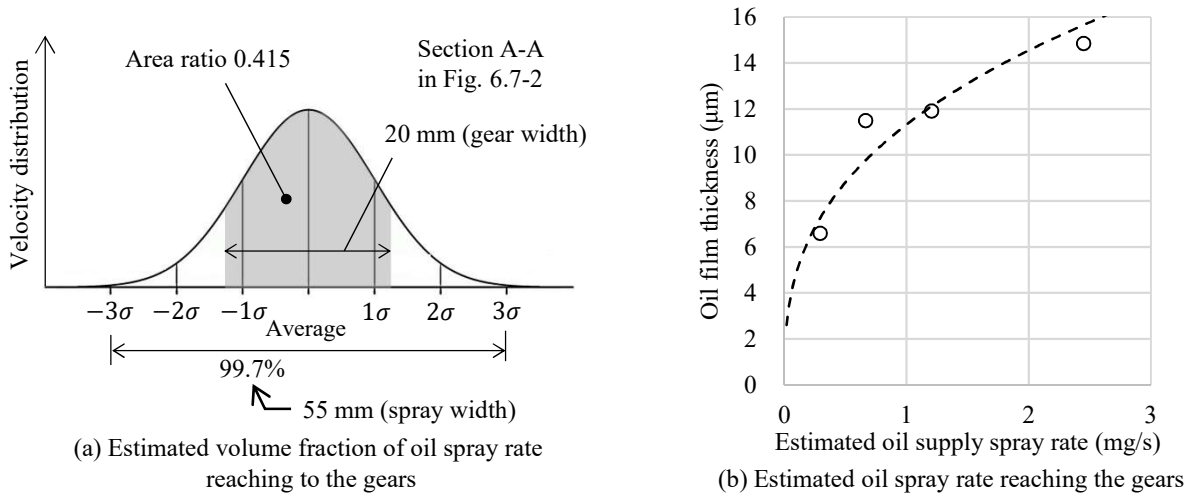 Velocity distribution
Area ratio 0.415
Section A-A
in Fig. 6.7-2
20 mm (gear width)
−3σ −2σ −1σ 1σ 2σ 3σ
Average
99.7%
55 mm (spray width)
(a) Estimated volume fraction of oil spray rate
reaching to the gears
Oil film thickness (μm)
16
14
12
10
8
6
4
2
0
0 1 2 3
Estimated oil supply spray rate (mg/s)
(b) Estimated oil spray rate reaching the gears